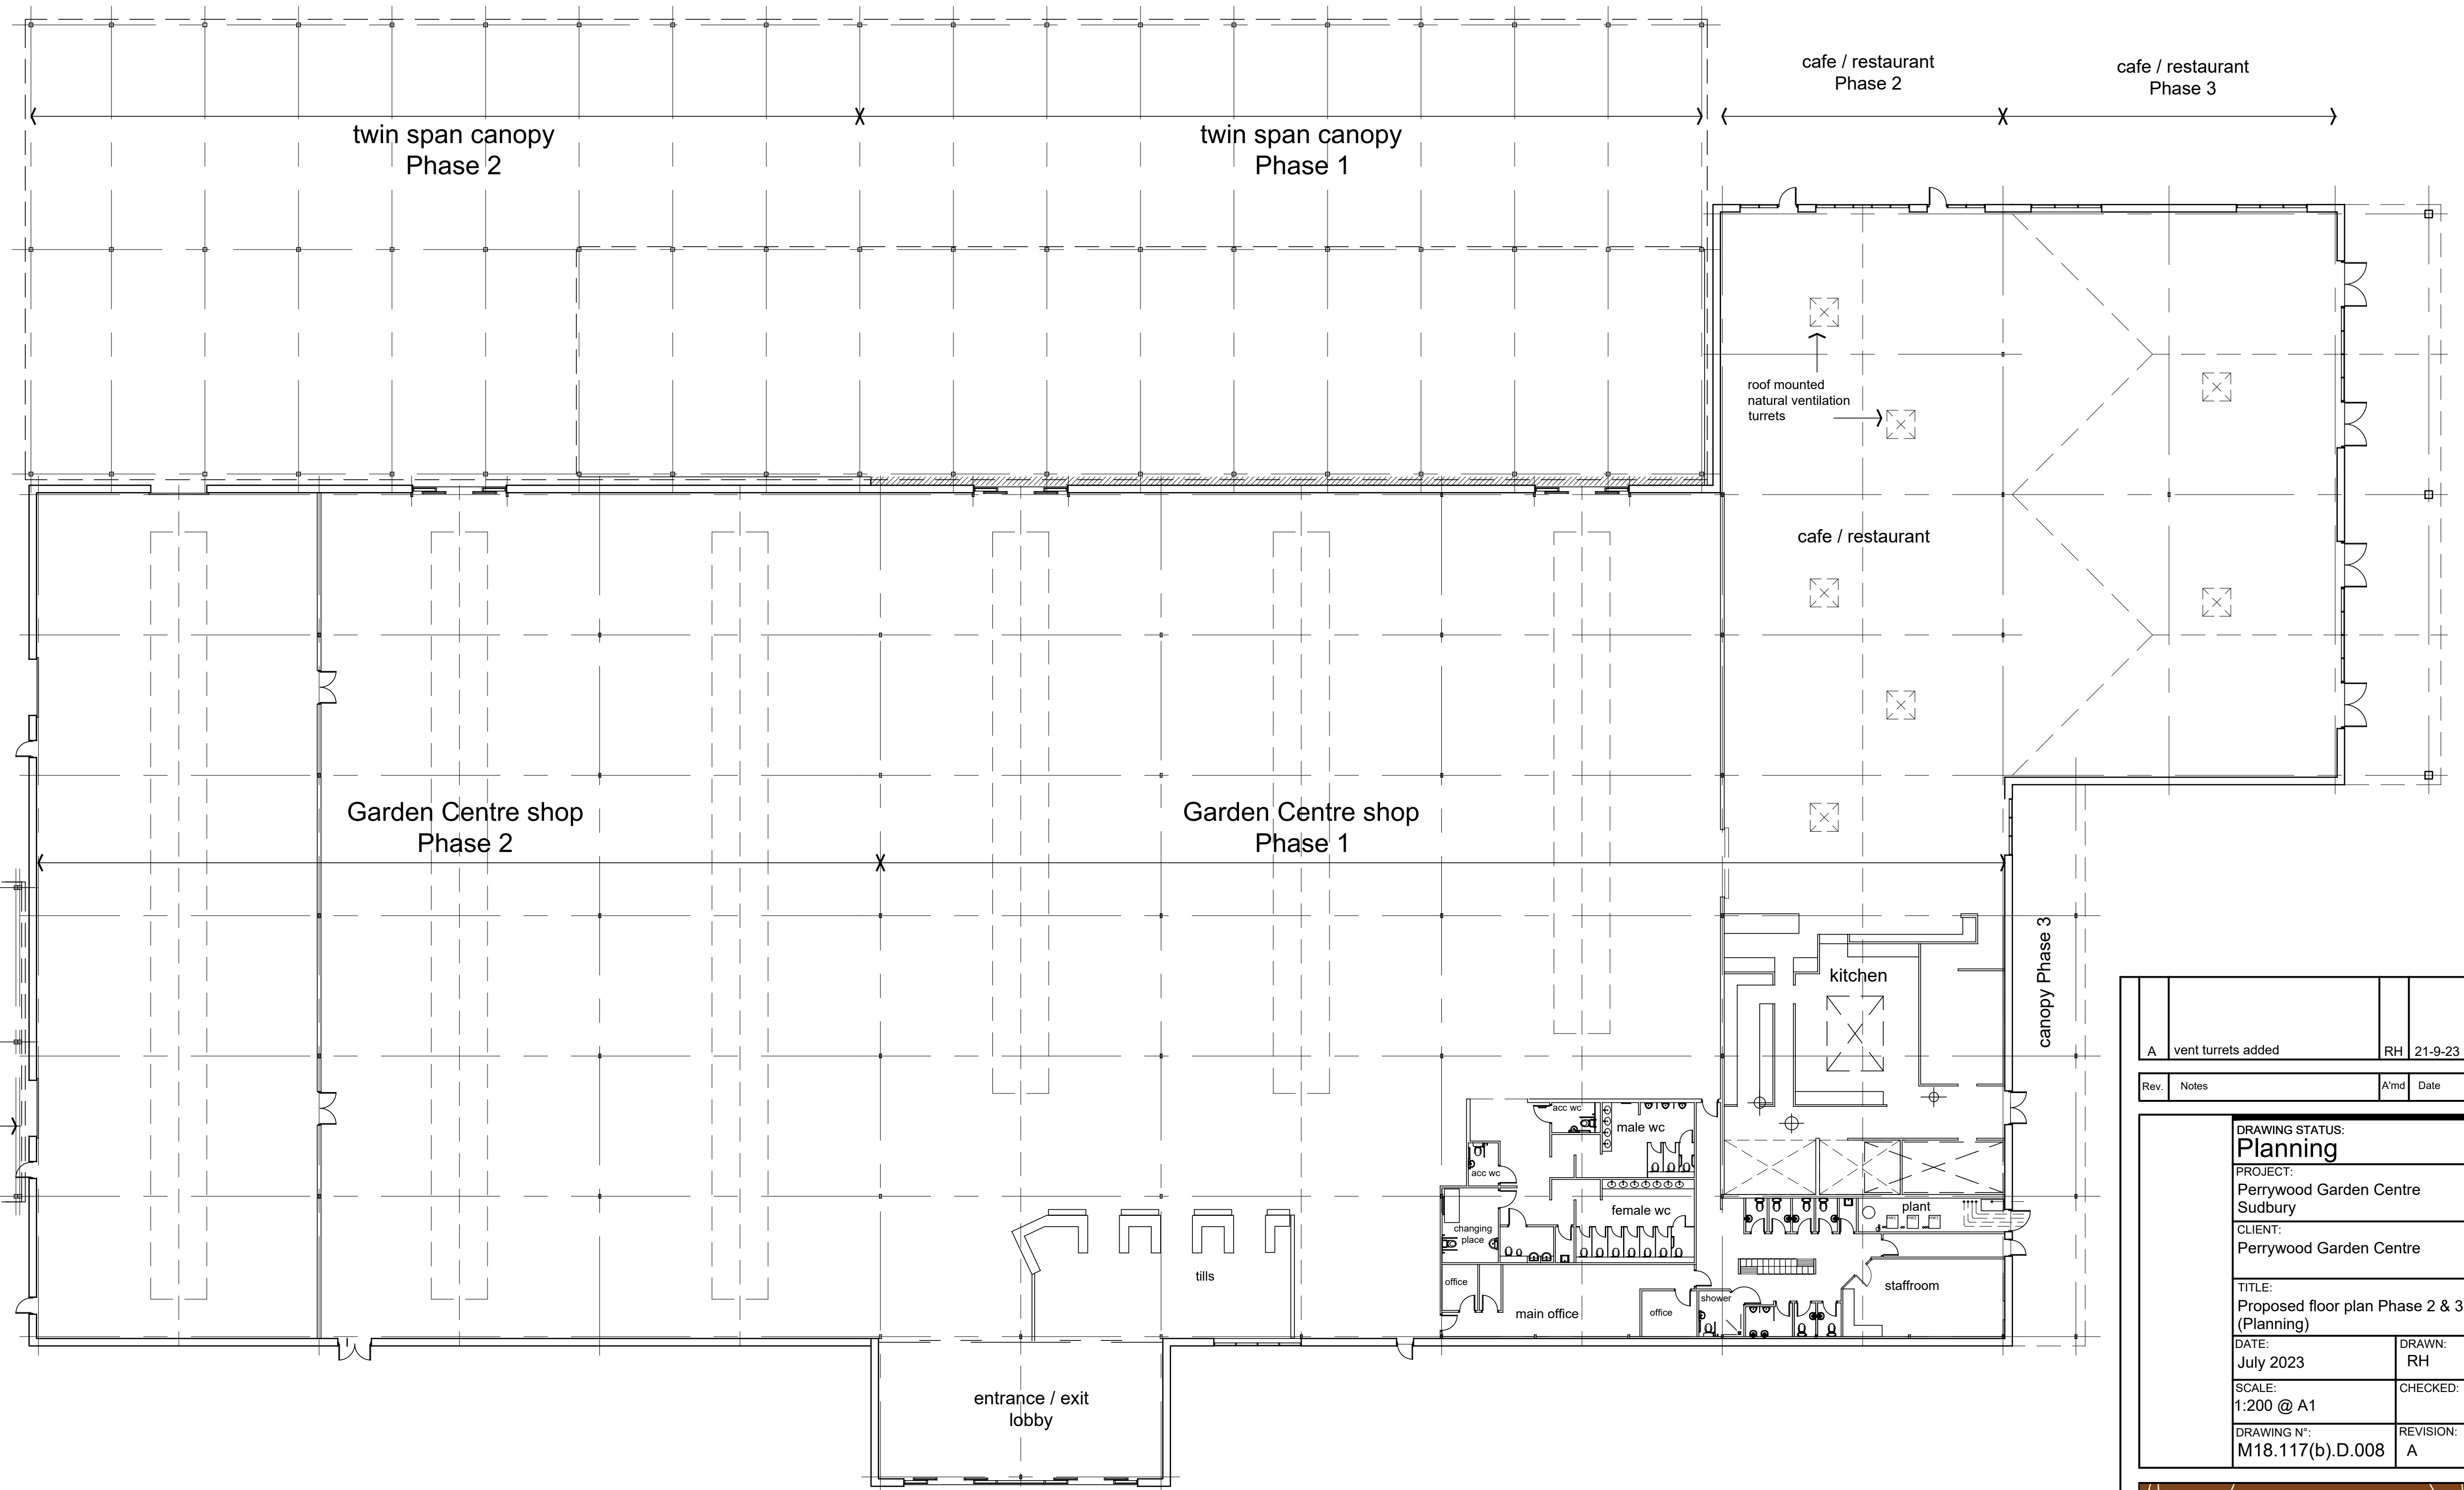 cafe / restaurant
Phase 2
cafe / restaurant
Phase 3
twin span canopy
Phase 2
twin span canopy
Phase 1
roof mounted
natural ventilation
turrets
cafe / restaurant
Garden Centre shop
Phase 2
Garden Centre shop
Phase 1
kitchen
canopy Phase 3
acc wc
male wc
acc wc
changing
place
female wc
plant
tills
office
main office
office
shower
staffroom
entrance / exit
lobby
A vent turrets added RH 21-9-23
Rev. Notes A'md Date
DRAWING STATUS:
Planning
PROJECT:
Perrywood Garden Centre
Sudbury
CLIENT:
Perrywood Garden Centre
TITLE:
Proposed floor plan Phase 2 & 3
(Planning)
DATE:
July 2023
DRAWN:
RH
SCALE:
1:200 @ A1
CHECKED:
DRAWING N°:
M18.117(b).D.008
REVISION:
A